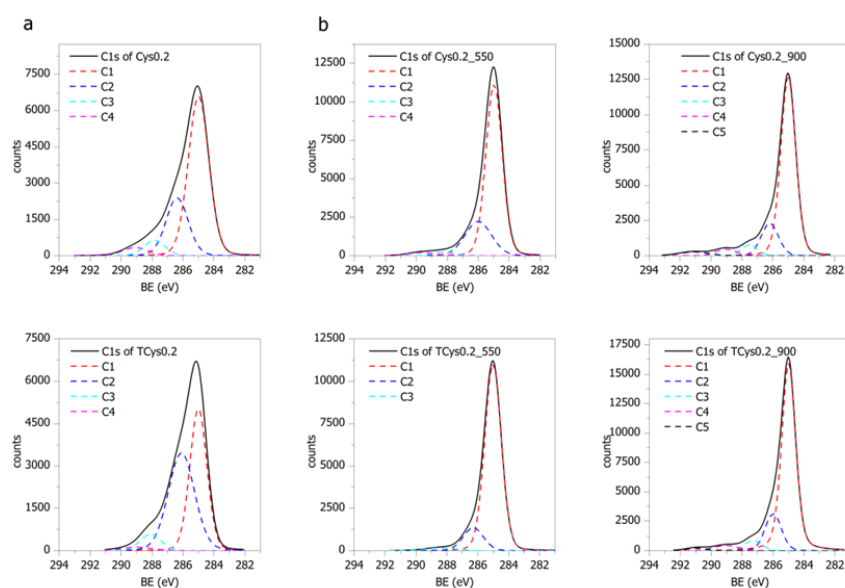 a
b
C1s of Cys0.2
C1
C2
C3
C4
7500
6000
4500
3000
1500
0
counts
294 292 290 288 286 284 282
BE (eV)
C1s of Cys0.2_550
C1
C2
C3
C4
12500
10000
7500
5000
2500
0
counts
294 292 290 288 286 284 282
BE (eV)
C1s of Cys0.2_900
C1
C2
C3
C4
C5
15000
12500
10000
7500
5000
2500
0
counts
294 292 290 288 286 284 282
BE (eV)
C1s of TCys0.2
C1
C2
C3
C4
7500
6000
4500
3000
1500
0
counts
294 292 290 288 286 284 282
BE (eV)
C1s of TCys0.2_550
C1
C2
C3
12500
10000
7500
5000
2500
0
counts
294 292 290 288 286 284 282
BE (eV)
C1s of TCys0.2_900
C1
C2
C3
C4
C5
17500
15000
12500
10000
7500
5000
2500
0
counts
294 292 290 288 286 284 282
BE (eV)